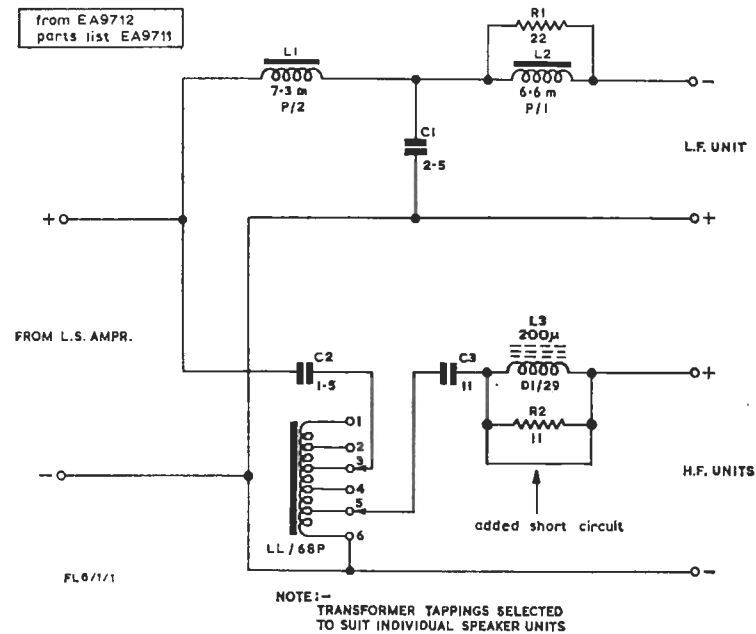 from EA9712
parts list EA9711
R1
22
L1
L2
7·3 m
P/2
6·6 m
P/1
−
C1
2·5
L.F. UNIT
+
+
FROM L.S. AMPR.
L3
200μ
C2
1·5
C3
11
D1/29
+
R2
11
1
2
3
4
5
6
−
H.F. UNITS
added short circuit
LL/68P
−
FL6/1/1
NOTE:-
TRANSFORMER TAPPINGS SELECTED
TO SUIT INDIVIDUAL SPEAKER UNITS